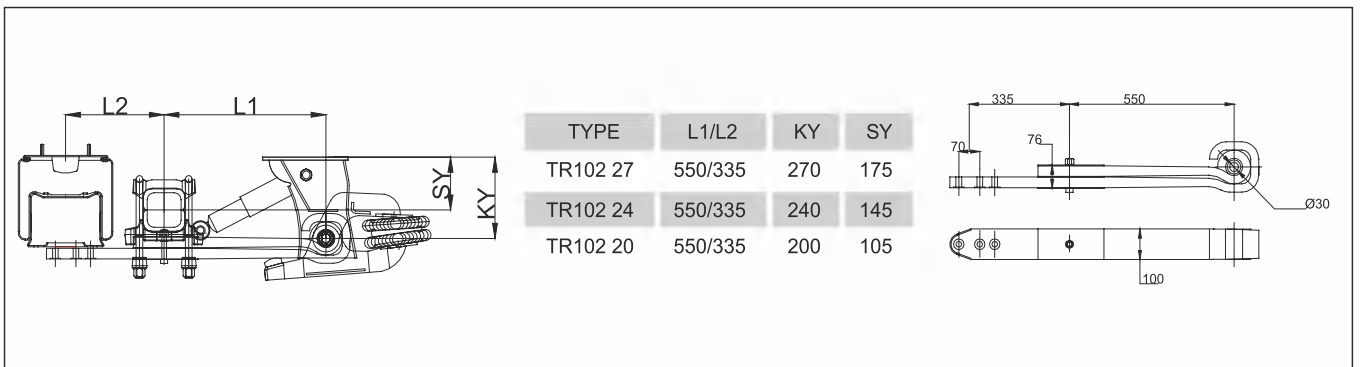 L2 L1
SY
KY
TYPE L1/L2 KY SY
TR102 27 550/335 270 175
TR102 24 550/335 240 145
TR102 20 550/335 200 105
335 550
76
70
Ø30
100